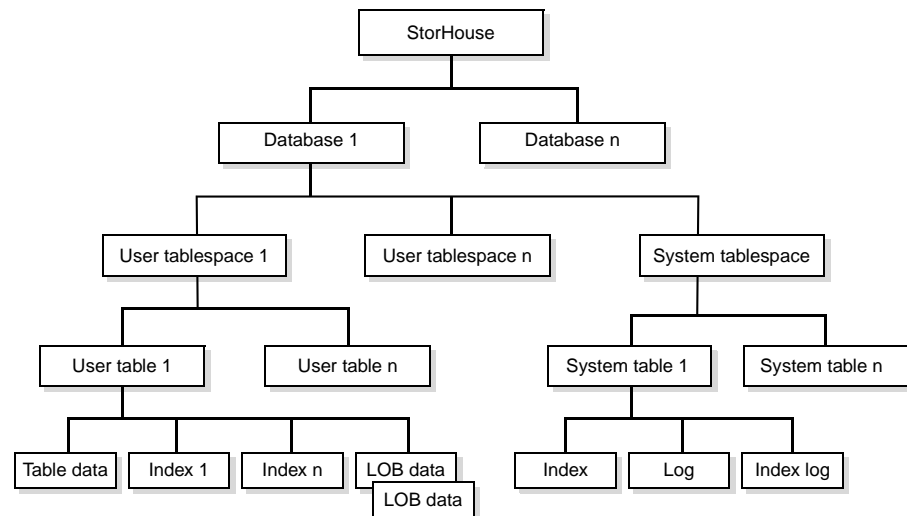 StorHouse
Database 1
Database n
User tablespace 1
User tablespace n
System tablespace
User table 1
User table n
System table 1
System table n
Table data
Index 1
Index n
LOB data
Index
Log
Index log
LOB data